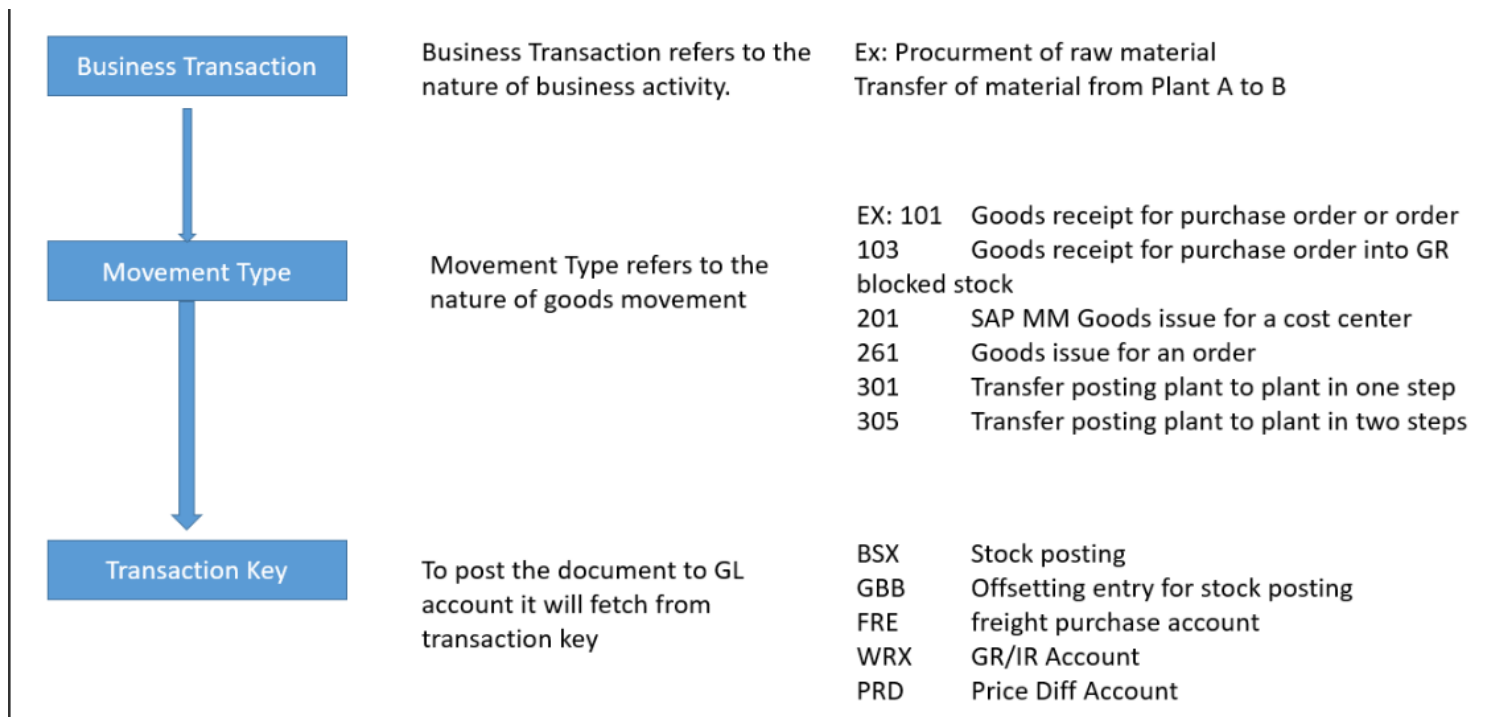 Business Transaction
Business Transaction refers to the
nature of business activity.
Ex: Procurment of raw material
Transfer of material from Plant A to B
Movement Type
Movement Type refers to the
nature of goods movement
EX: 101 Goods receipt for purchase order or order
103 Goods receipt for purchase order into GR
blocked stock
201 SAP MM Goods issue for a cost center
261 Goods issue for an order
301 Transfer posting plant to plant in one step
305 Transfer posting plant to plant in two steps
Transaction Key
To post the document to GL
account it will fetch from
transaction key
BSX Stock posting
GBB Offsetting entry for stock posting
FRE freight purchase account
WRX GR/IR Account
PRD Price Diff Account